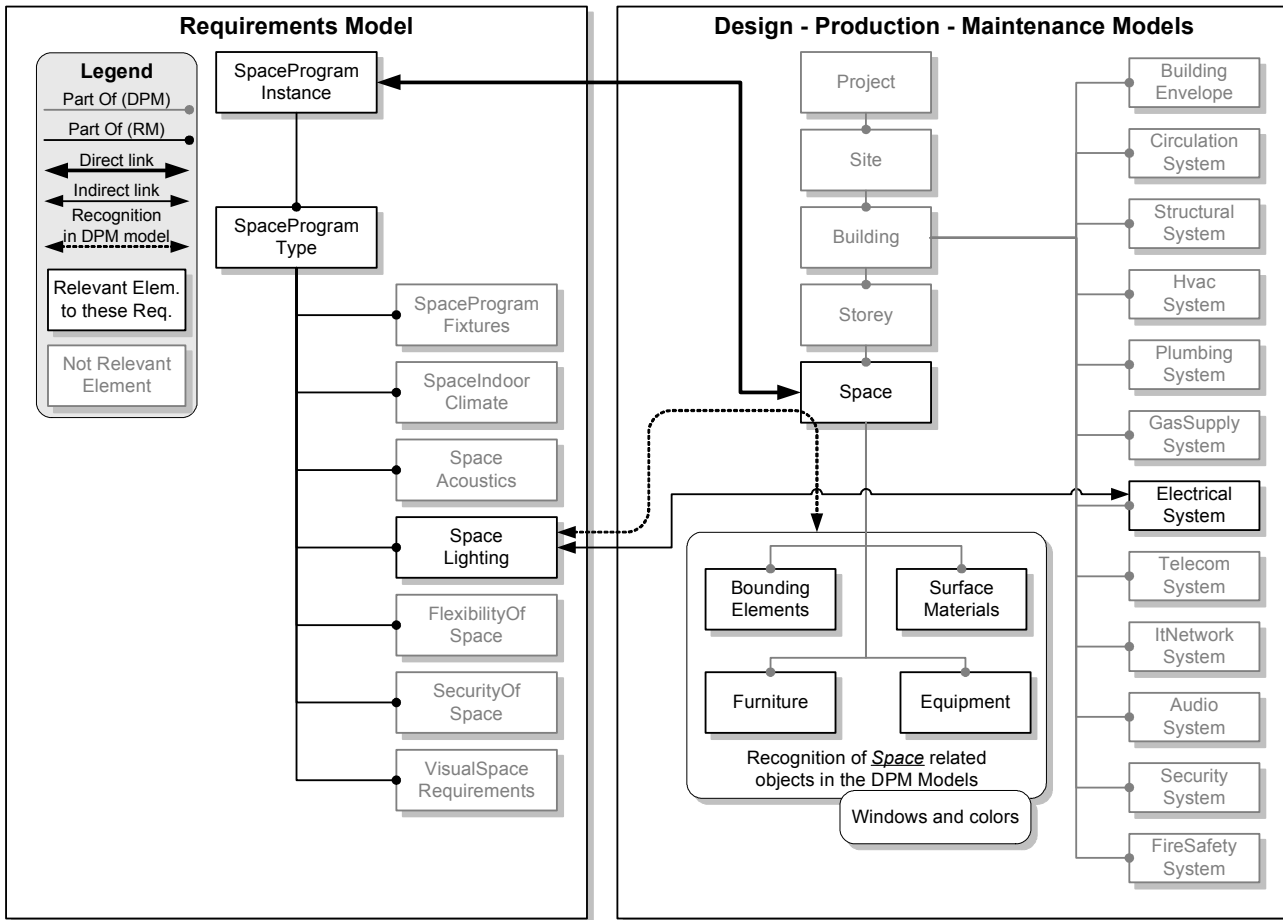 Requirements Model
Legend
Part Of (DPM)
Part Of (RM)
Direct link
Indirect link
Recognition
in DPM model
Relevant Elem.
to these Req.
Not Relevant
Element
SpaceProgram
Instance
SpaceProgram
Type
SpaceProgram
Fixtures
SpaceIndoor
Climate
Space
Acoustics
Space
Lighting
FlexibilityOf
Space
SecurityOf
Space
VisualSpace
Requirements
Design - Production - Maintenance Models
Project
Site
Building
Storey
Space
Bounding
Elements
Surface
Materials
Furniture
Equipment
Recognition of Space related
objects in the DPM Models
Windows and colors
Building
Envelope
Circulation
System
Structural
System
Hvac
System
Plumbing
System
GasSupply
System
Electrical
System
Telecom
System
ItNetwork
System
Audio
System
Security
System
FireSafety
System